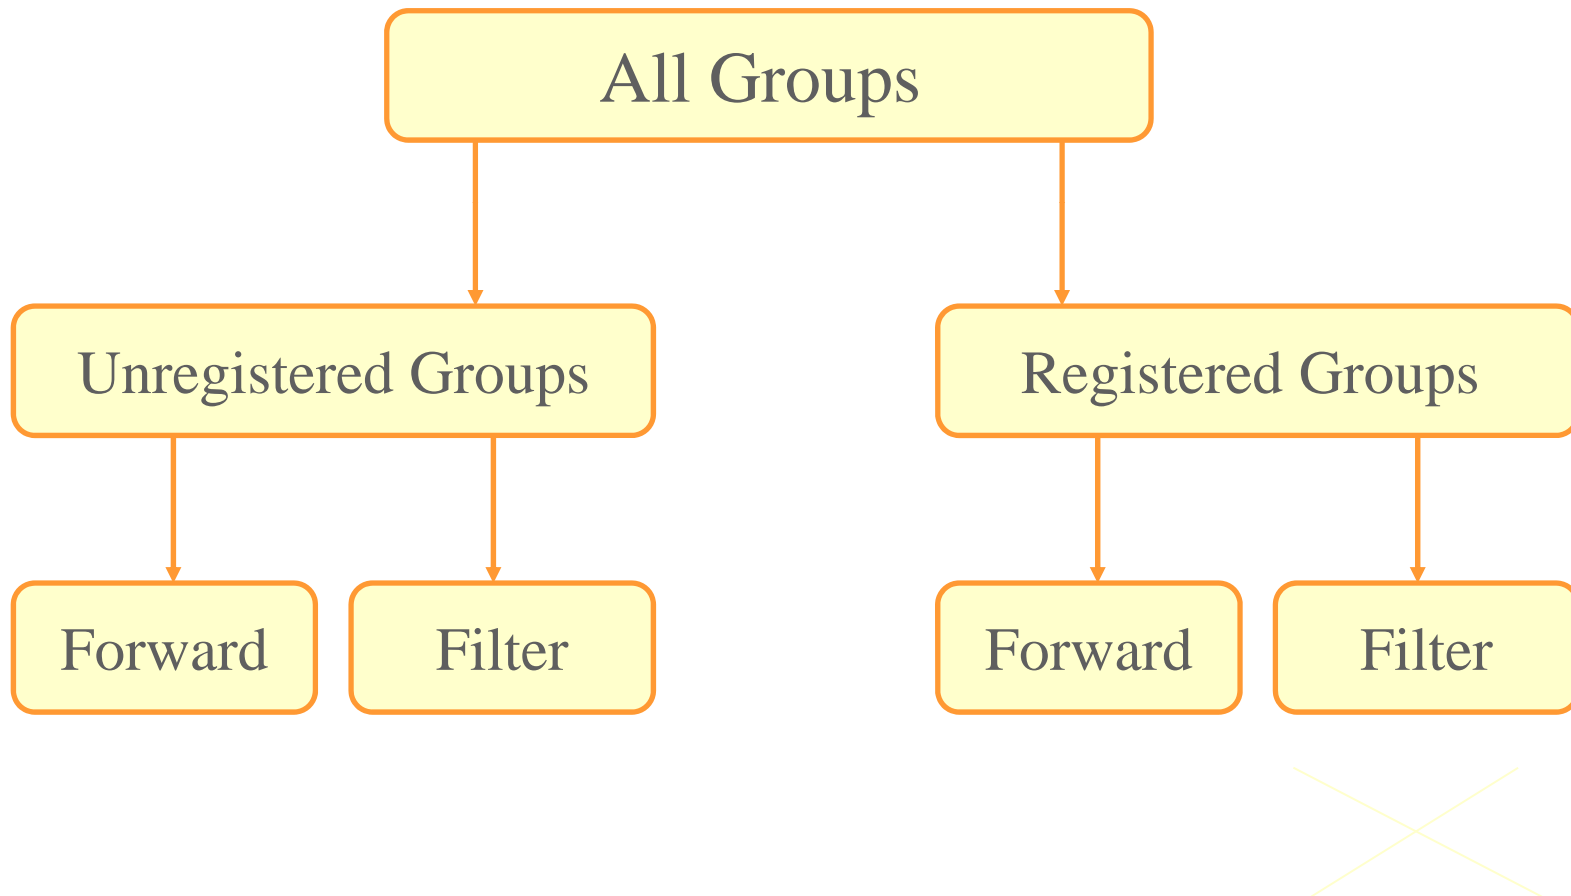 All Groups
Unregistered Groups
Registered Groups
Forward
Filter
Forward
Filter